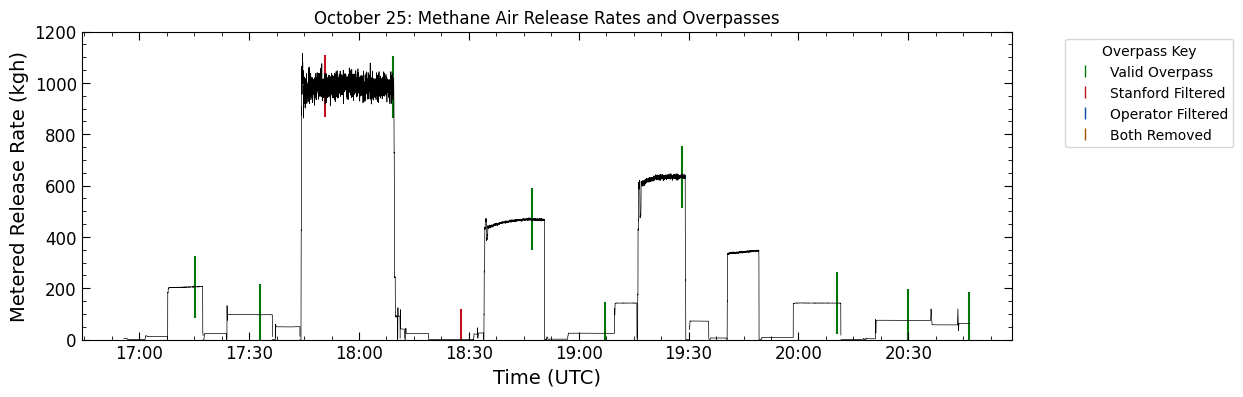 October 25: Methane Air Release Rates and Overpasses
Metered Release Rate (kgh)
1200
1000
800
600
400
200
0
17:00 17:30 18:00 18:30 19:00 19:30 20:00 20:30
Time (UTC)
Overpass Key
Valid Overpass
Stanford Filtered
Operator Filtered
Both Removed